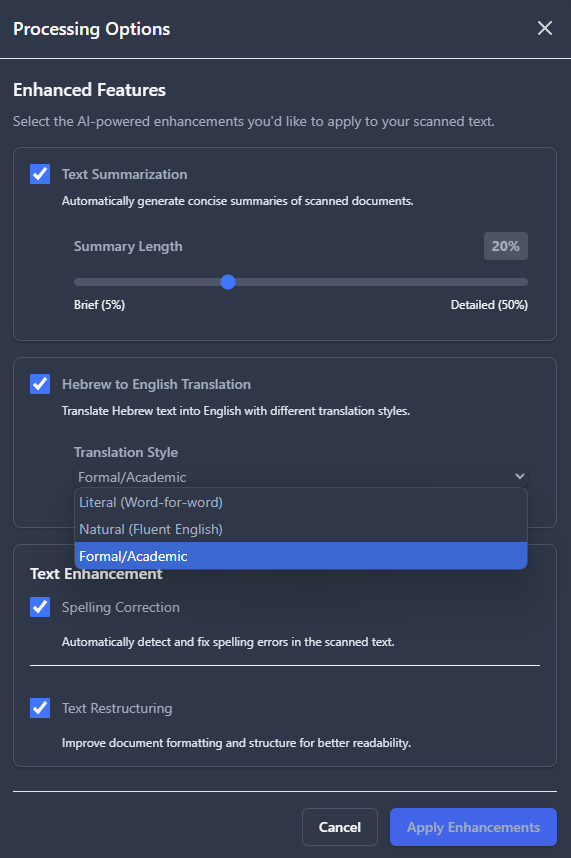 Processing Options
Enhanced Features
Select the AI-powered enhancements you'd like to apply to your scanned text.
Text Summarization
Automatically generate concise summaries of scanned documents.
Summary Length
20%
Brief (5%)
Detailed (50%)
Hebrew to English Translation
Translate Hebrew text into English with different translation styles.
Translation Style
Formal/Academic
Literal (Word-for-word)
Natural (Fluent English)
Formal/Academic
Text Enhancement
Spelling Correction
Automatically detect and fix spelling errors in the scanned text.
Text Restructuring
Improve document formatting and structure for better readability.
Cancel
Apply Enhancements